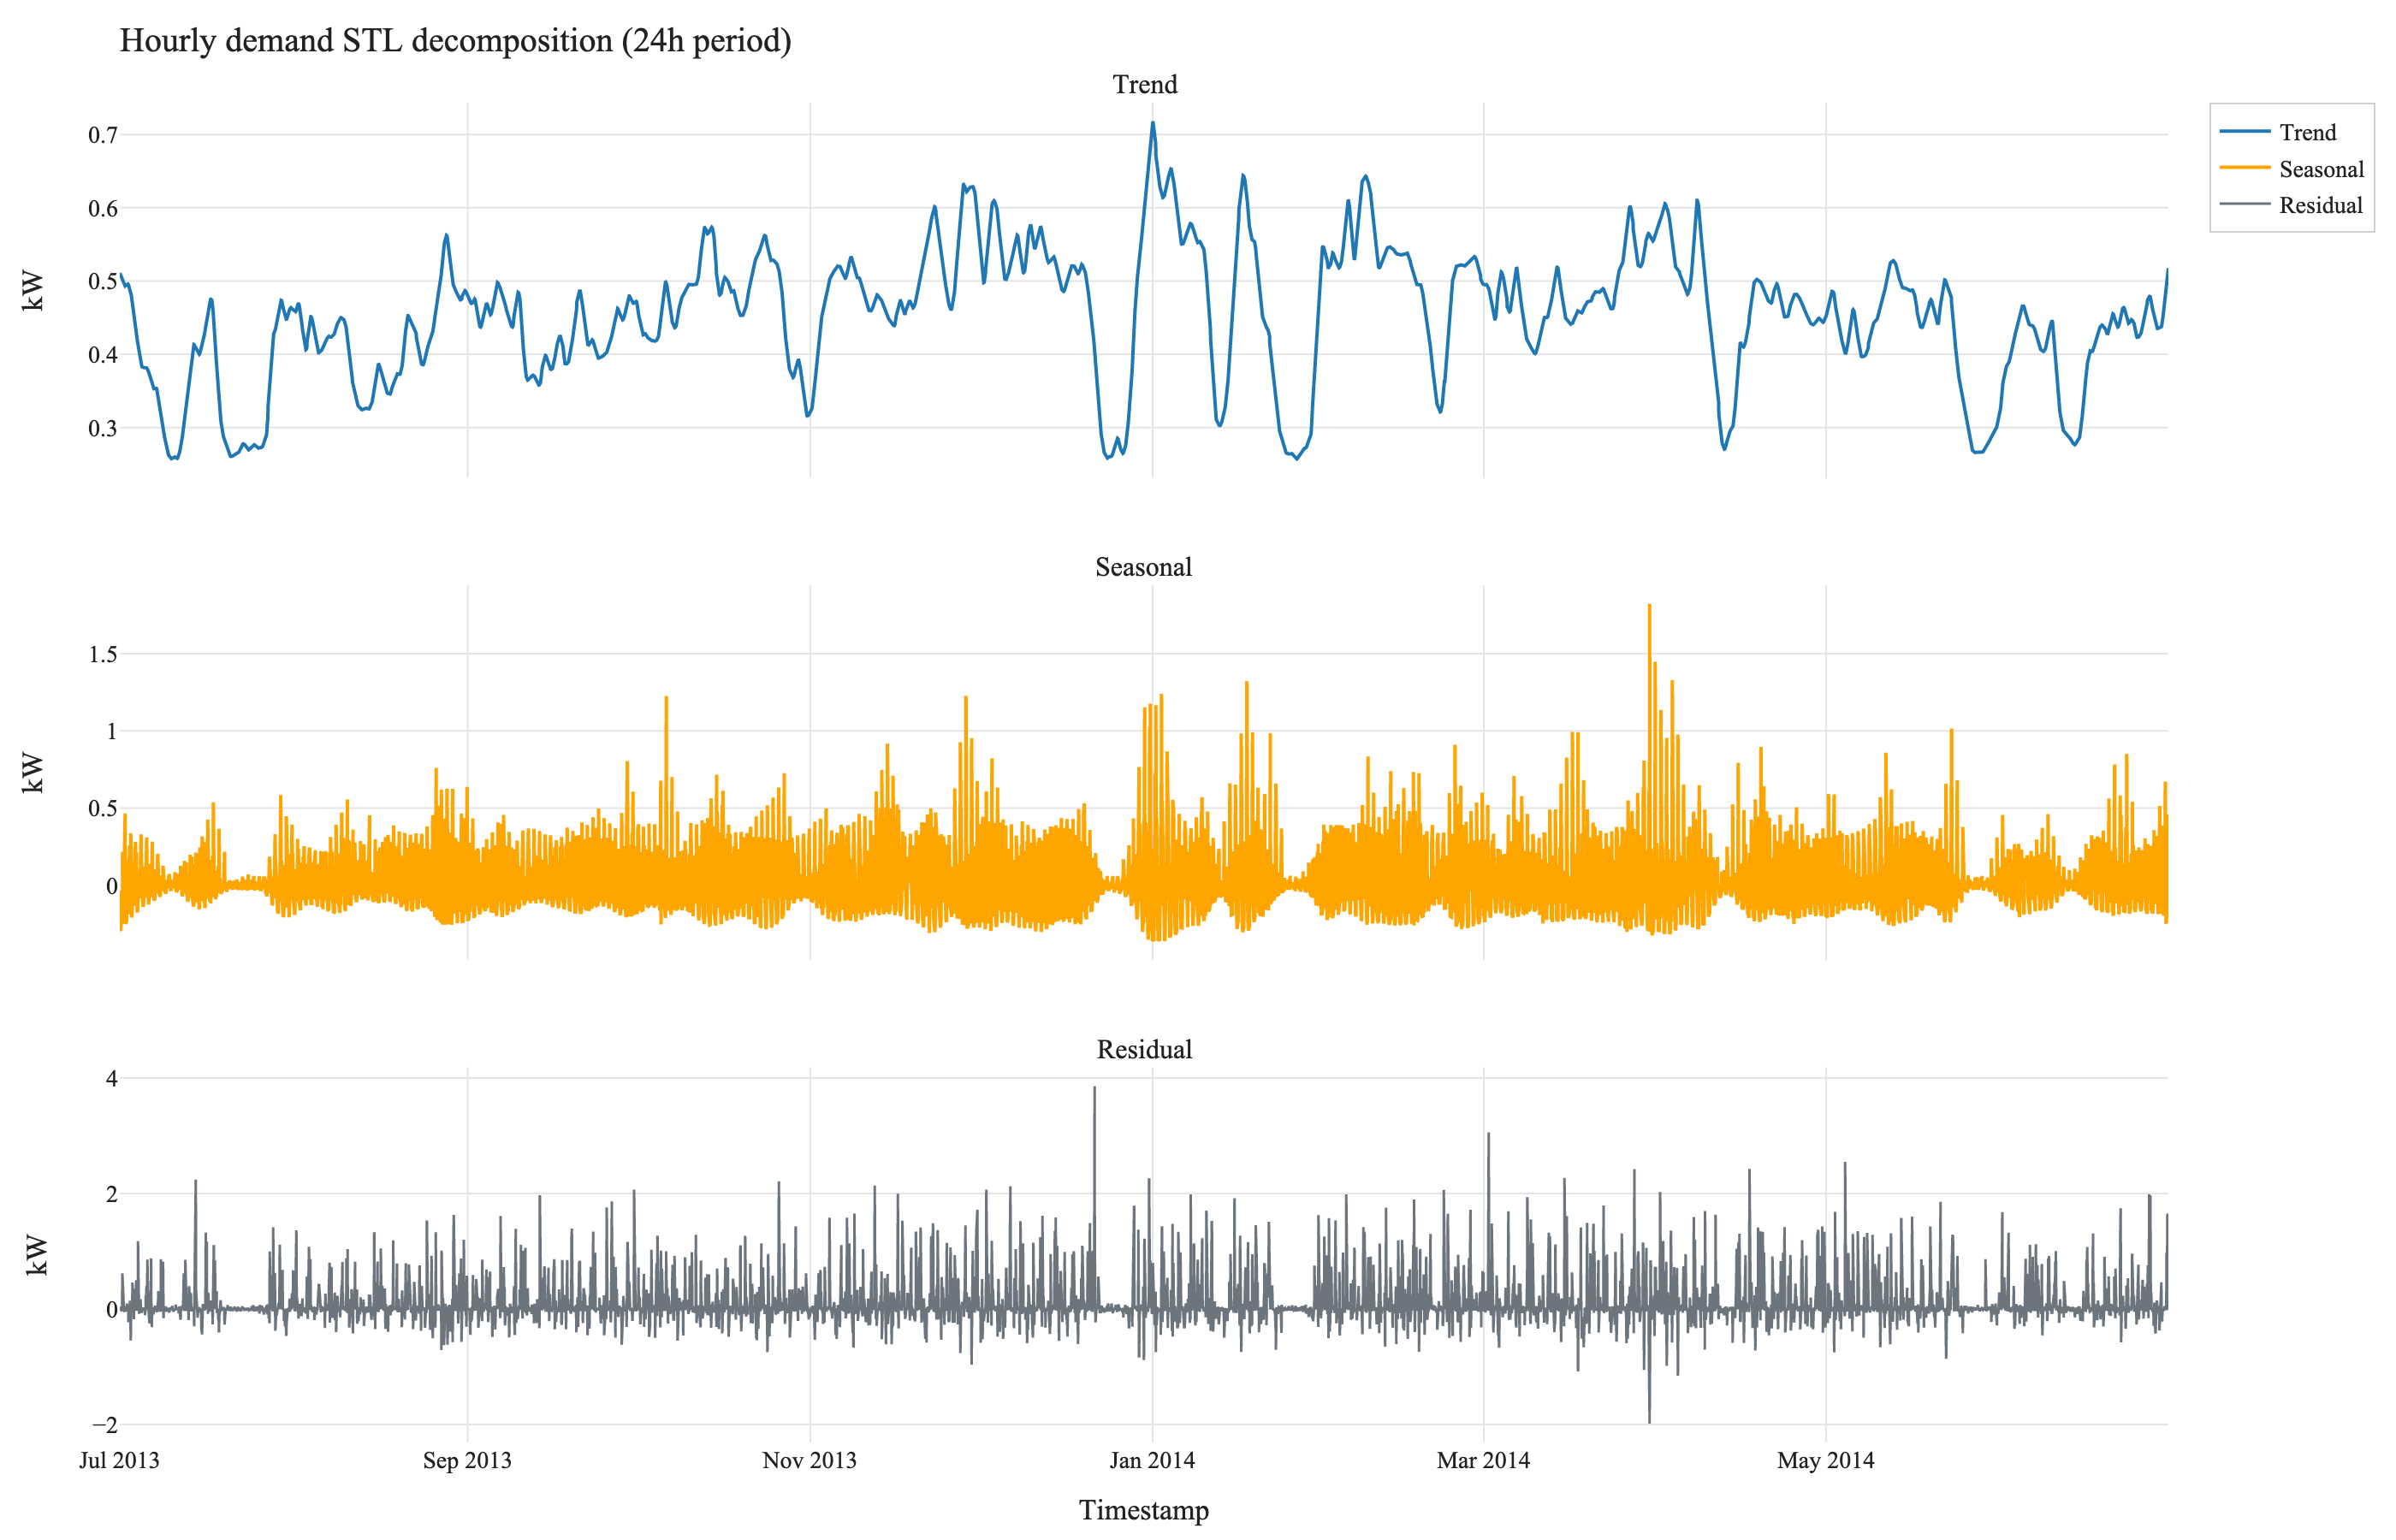 Hourly demand STL decomposition (24h period)
Trend
0.7
0.6
0.5
0.4
0.3
kW
Trend
Seasonal
Residual
Seasonal
1.5
1
0.5
0
kW
Residual
4
2
0
−2
kW
Jul 2013
Sep 2013
Nov 2013
Jan 2014
Mar 2014
May 2014
Timestamp